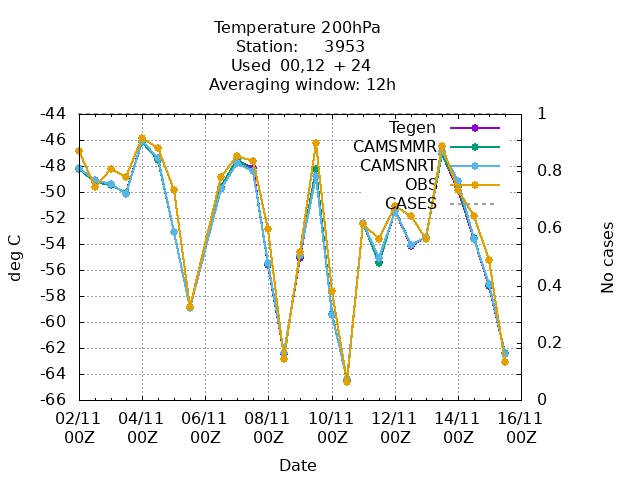 Temperature 200hPa
Station: 3953
Used 00,12 + 24
Averaging window: 12h
-44
-46
-48
-50
-52
-54
-56
-58
-60
-62
-64
-66
1
0.8
0.6
0.4
0.2
0
Tegen
CAMSMMR
CAMSNRT
OBS
CASES
deg C
No cases
02/11 04/11 06/11 08/11 10/11 12/11 14/11 16/11
00Z 00Z 00Z 00Z 00Z 00Z 00Z 00Z
Date